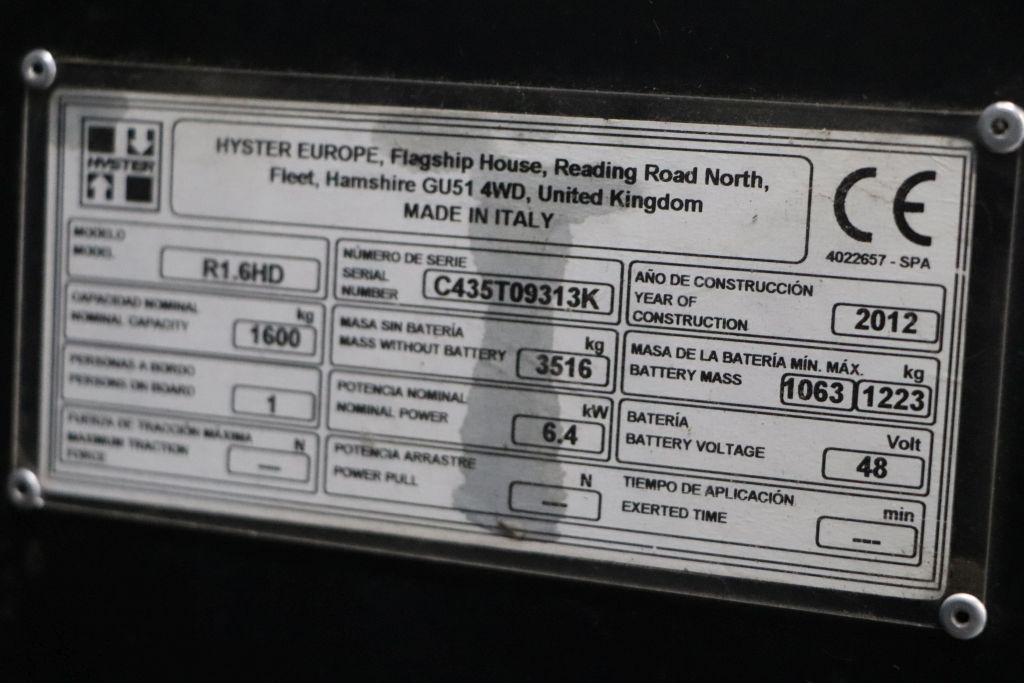 HYSTER
HYSTER EUROPE, Flagship House, Reading Road North,
Fleet, Hamshire GU51 4WD, United Kingdom
MADE IN ITALY
CE
4022657 - SPA
MODELO
MODEL
R1.6HD
NÚMERO DE SERIE
SERIAL
NUMBER
C435T09313K
AÑO DE CONSTRUCCIÓN
YEAR OF
CONSTRUCTION
2012
CAPACIDAD NOMINAL
NOMINAL CAPACITY
kg
1600
MASA SIN BATERÍA
MASS WITHOUT BATTERY
kg
3516
MASA DE LA BATERÍA MÍN. MÁX.
BATTERY MASS
kg
1063 1223
PERSONAS A BORDO
PERSONS ON BOARD
1
POTENCIA NOMINAL
NOMINAL POWER
kW
6.4
BATERÍA
BATTERY VOLTAGE
Volt
48
FUERZA DE TRACCIÓN MÁXIMA
MAXIMUM TRACTION
FORCE
N
---
POTENCIA ARRASTRE
POWER PULL
N
---
TIEMPO DE APLICACIÓN
EXERTED TIME
min
---